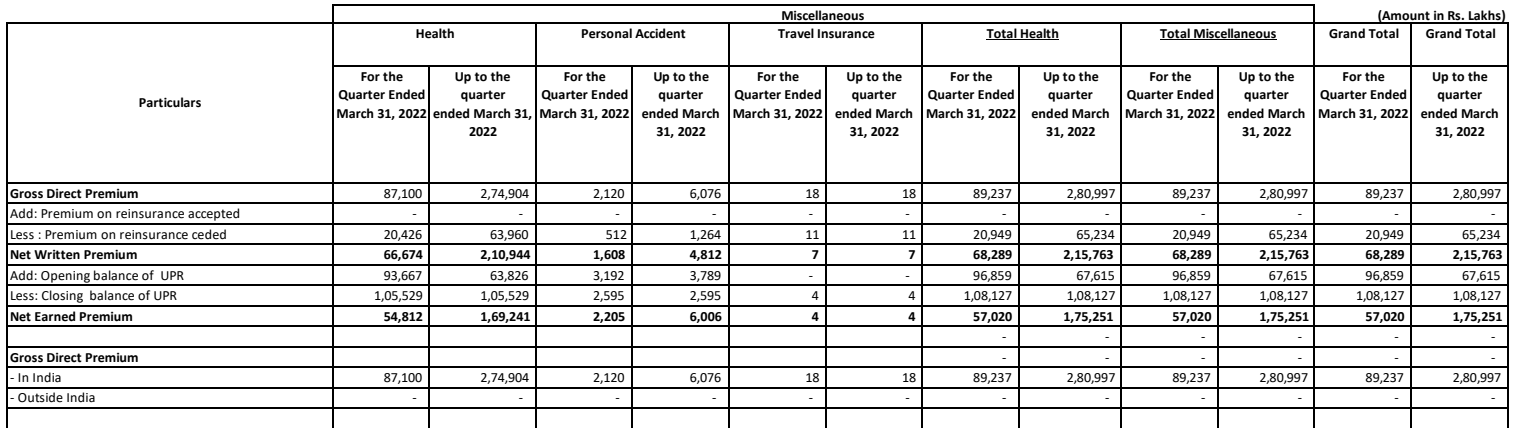 Miscellaneous (Amount in Rs. Lakhs)
Health Personal Accident Travel Insurance Total Health Total Miscellaneous Grand Total Grand Total
Particulars
For the Up to the For the Up to the For the Up to the For the Up to the For the Up to the For the Up to the
Quarter Ended quarter Quarter Ended quarter Quarter Ended quarter Quarter Ended quarter Quarter Ended quarter Quarter Ended quarter
March 31, 2022 ended March 31, March 31, 2022 ended March March 31, 2022 ended March March 31, 2022 ended March March 31, 2022 ended March March 31, 2022 ended March
2022 31, 2022 31, 2022 31, 2022 31, 2022 31, 2022
Gross Direct Premium 87,100 2,74,904 2,120 6,076 18 18 89,237 2,80,997 89,237 2,80,997 89,237 2,80,997
Add: Premium on reinsurance accepted - - - - - - - - - - - -
Less : Premium on reinsurance ceded 20,426 63,960 512 1,264 11 11 20,949 65,234 20,949 65,234 20,949 65,234
Net Written Premium 66,674 2,10,944 1,608 4,812 7 7 68,289 2,15,763 68,289 2,15,763 68,289 2,15,763
Add: Opening balance of UPR 93,667 63,826 3,192 3,789 - - 96,859 67,615 96,859 67,615 96,859 67,615
Less: Closing balance of UPR 1,05,529 1,05,529 2,595 2,595 4 4 1,08,127 1,08,127 1,08,127 1,08,127 1,08,127 1,08,127
Net Earned Premium 54,812 1,69,241 2,205 6,006 4 4 57,020 1,75,251 57,020 1,75,251 57,020 1,75,251
- - - - - -
Gross Direct Premium - - - - - -
- In India 87,100 2,74,904 2,120 6,076 18 18 89,237 2,80,997 89,237 2,80,997 89,237 2,80,997
- Outside India - - - - - - - - - - - -